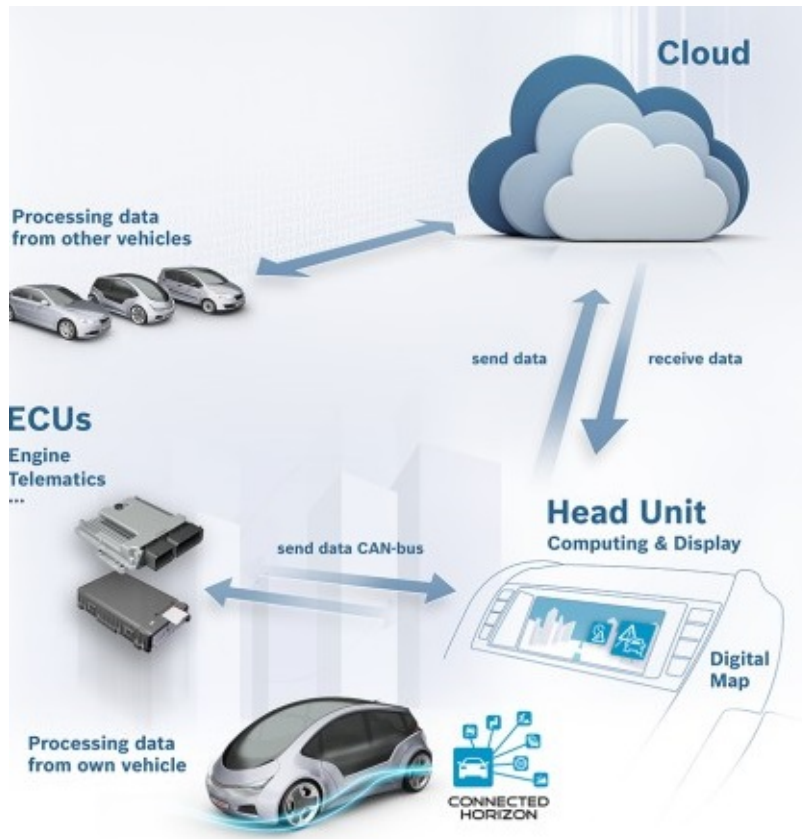 Cloud
Processing data
from other vehicles
send data
receive data
ECUs
Engine
Telematics
...
Head Unit
Computing & Display
send data CAN-bus
Digital
Map
Processing data
from own vehicle
CONNECTED
HORIZON